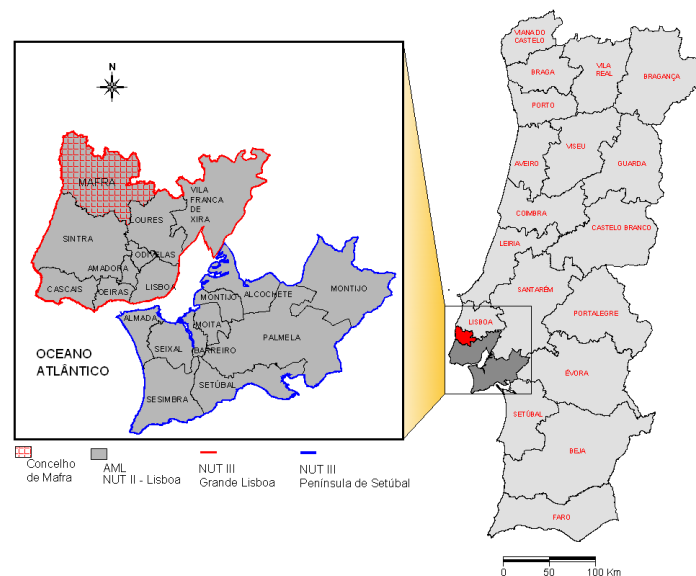 N
MAFRA
VILA
FRANCA
DE
XIRA
LOURES
SINTRA
ODIVELAS
AMADORA
CASCAIS
OEIRAS
LISBOA
MONTIJO
ALCOCHETE
MONTIJO
ALMADA
MOITA
SEIXAL
BARREIRO
PALMELA
SETÚBAL
SESIMBRA
OCEANO
ATLÂNTICO
Concelho
de Mafra
AML
NUT II - Lisboa
NUT III
Grande Lisboa
NUT III
Península de Setúbal
VIANA DO
CASTELO
BRAGA
VILA
REAL
BRAGANÇA
PORTO
AVEIRO
VISEU
GUARDA
COIMBRA
CASTELO BRANCO
LEIRIA
SANTARÉM
LISBOA
PORTALEGRE
ÉVORA
SETÚBAL
BEJA
FARO
0 50 100 Km